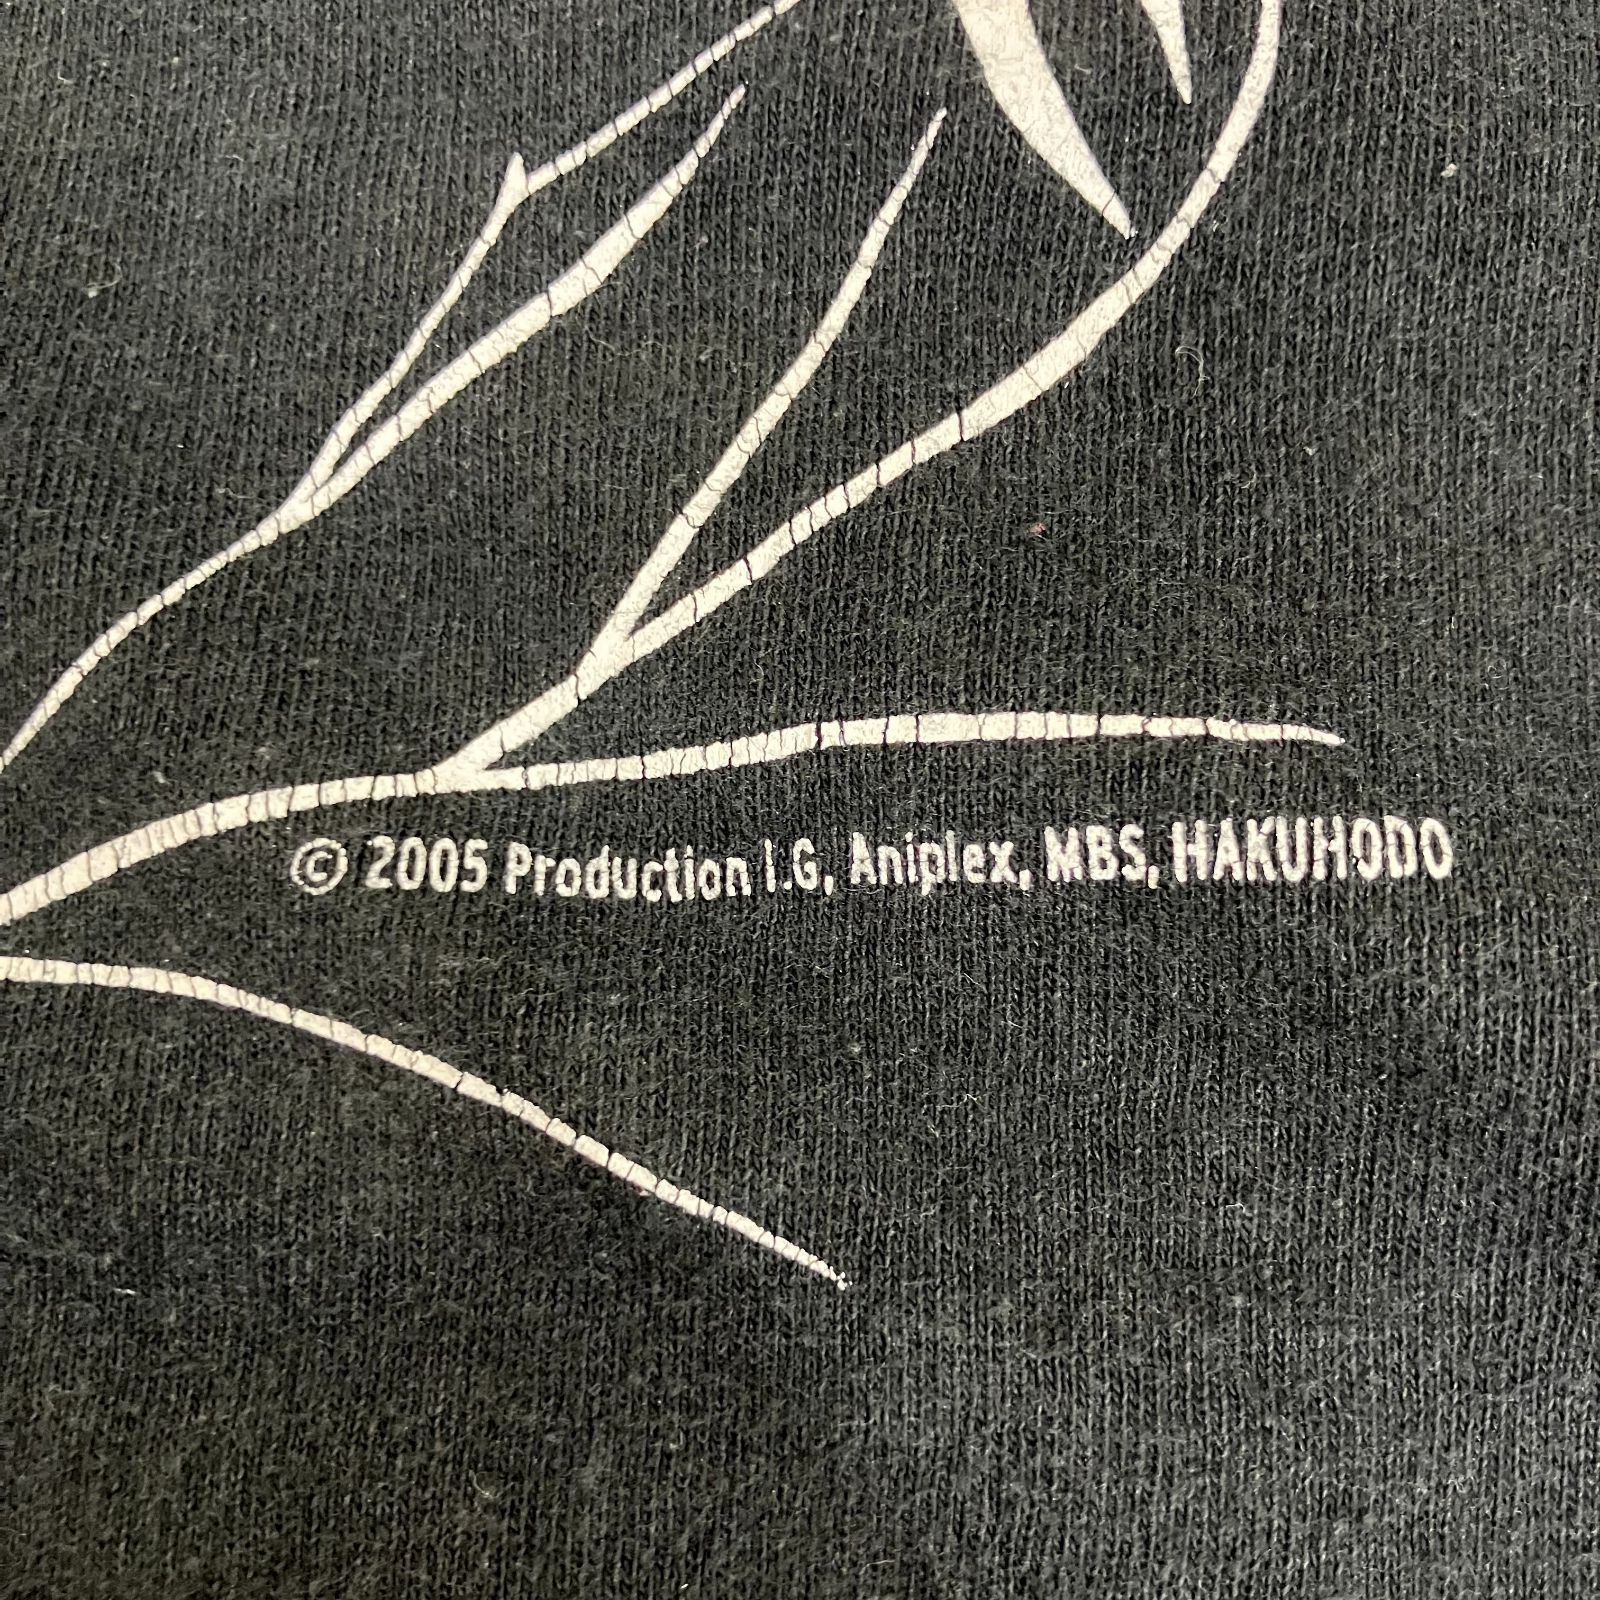 © 2005 Production I.G, Aniplex, MBS, HAKUHODO